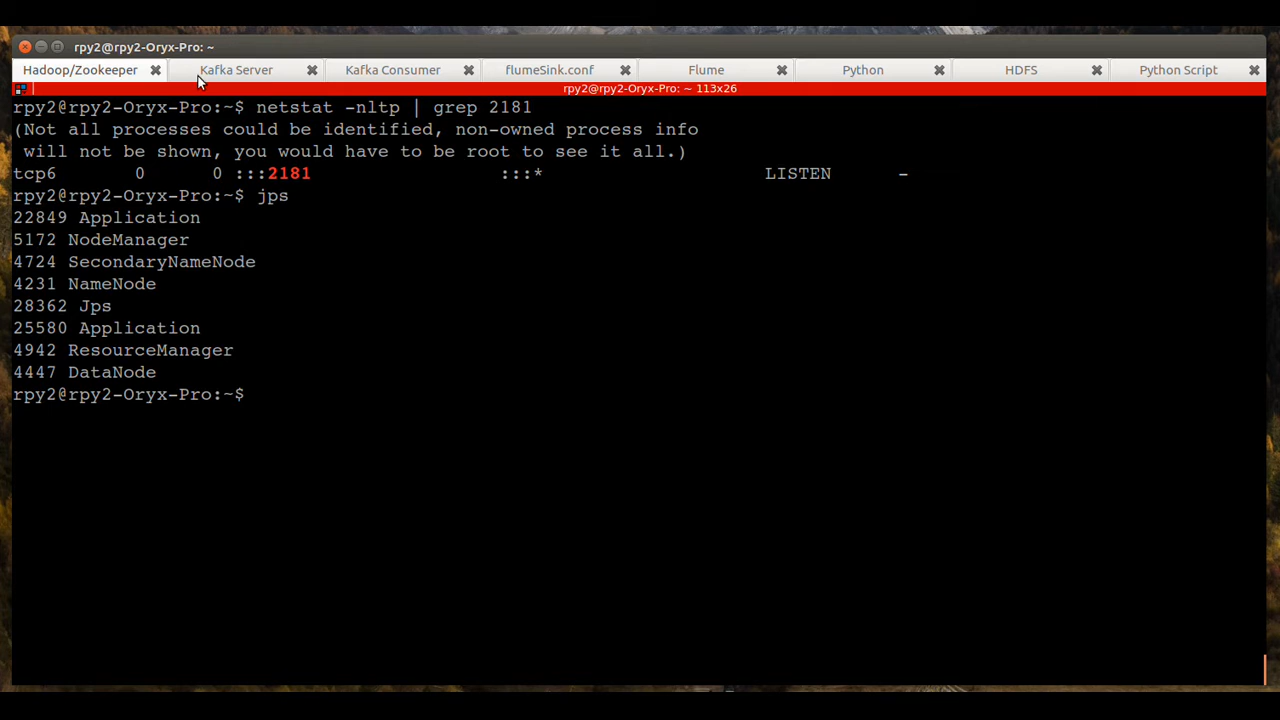 rpy2@rpy2-Oryx-Pro: ~
Hadoop/Zookeeper Kafka Server Kafka Consumer flumeSink.conf Flume Python HDFS Python Script
rpy2@rpy2-Oryx-Pro: ~ 113x26
rpy2@rpy2-Oryx-Pro:~$ netstat -nltp | grep 2181
(Not all processes could be identified, non-owned process info
will not be shown, you would have to be root to see it all.)
tcp6 0 0 :::2181 :::* LISTEN -
rpy2@rpy2-Oryx-Pro:~$ jps
22849 Application
5172 NodeManager
4724 SecondaryNameNode
4231 NameNode
28362 Jps
25580 Application
4942 ResourceManager
4447 DataNode
rpy2@rpy2-Oryx-Pro:~$